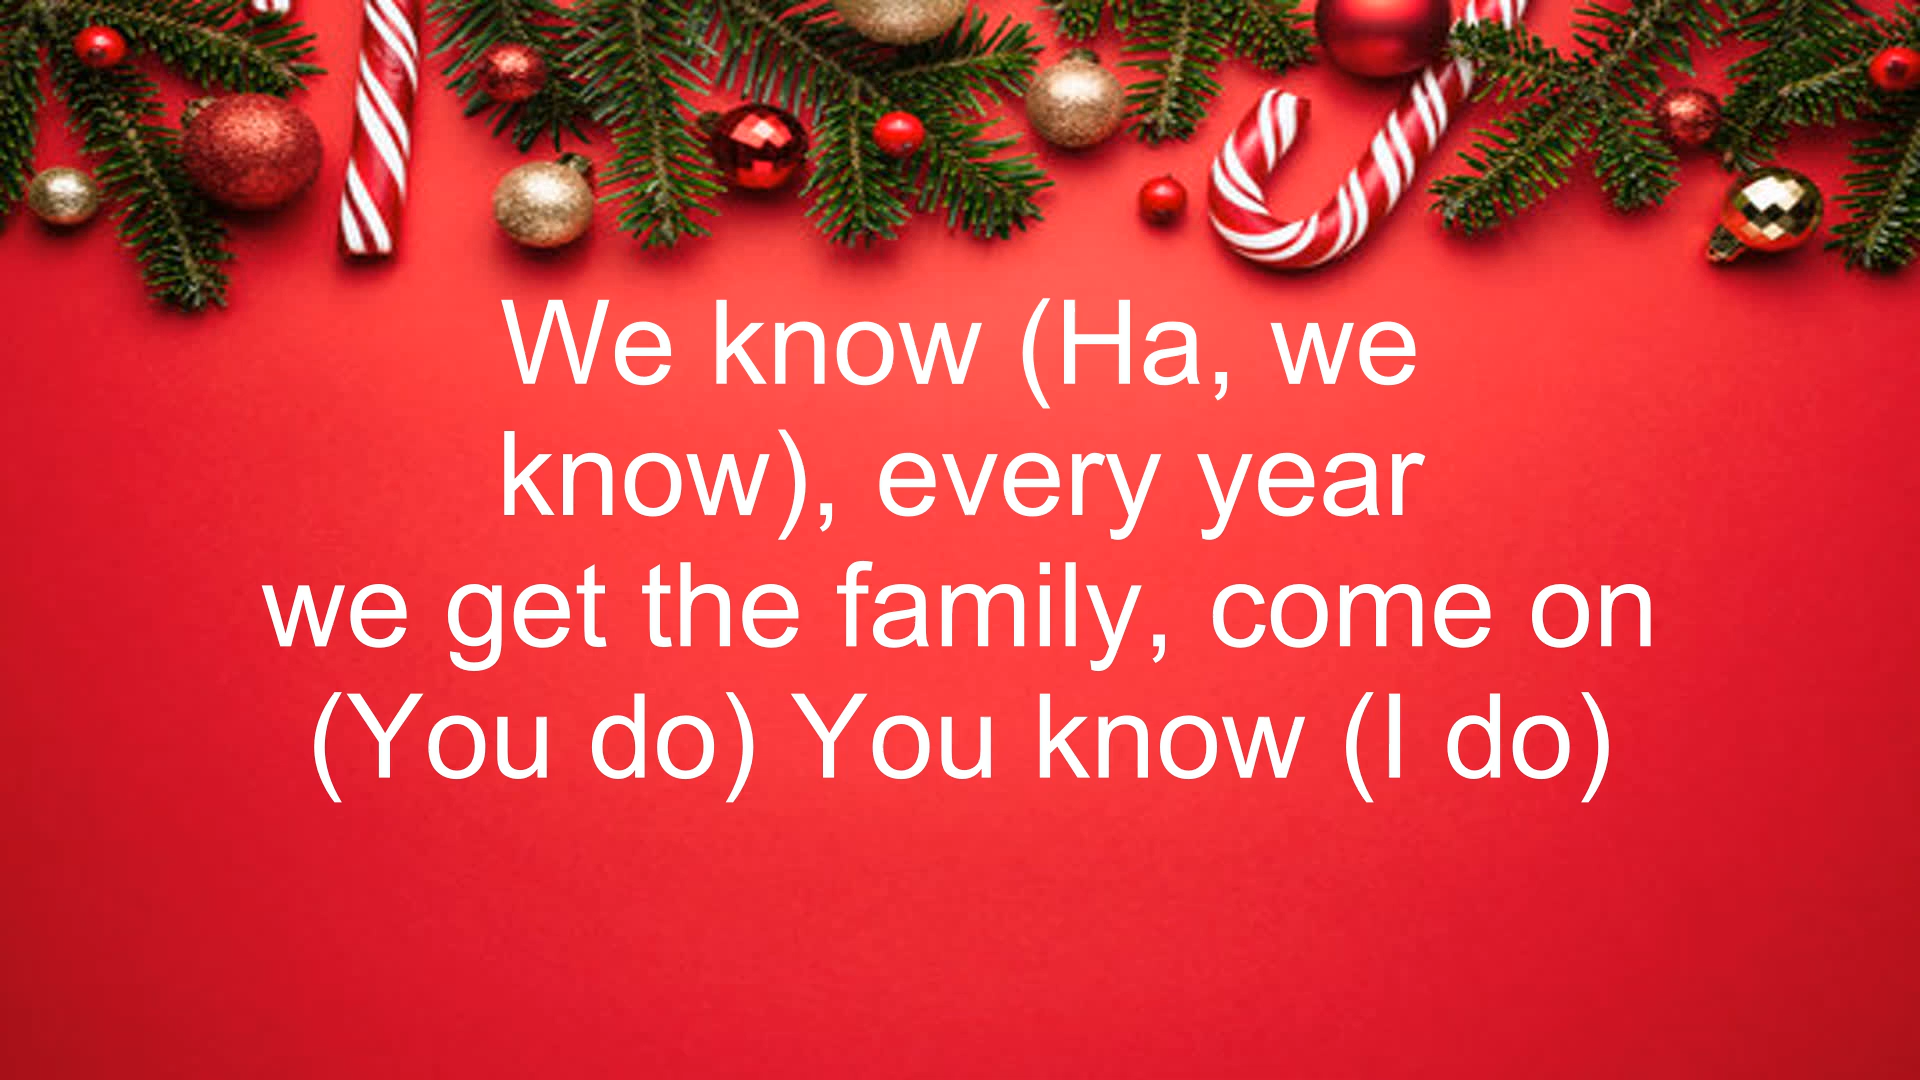 We know (Ha, we
know), every year
we get the family, come on
(You do) You know (I do)